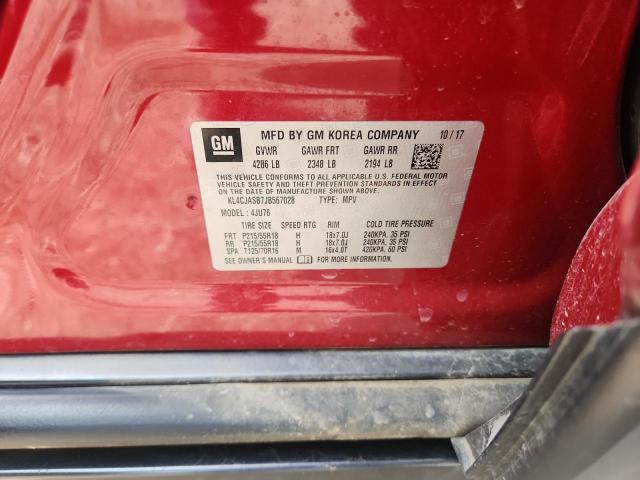 GM
MFD BY GM KOREA COMPANY 10/17
GVWR GAWR FRT GAWR RR
4286 LB 2348 LB 2194 LB
THIS VEHICLE CONFORMS TO ALL APPLICABLE U.S. FEDERAL MOTOR
VEHICLE SAFETY AND THEFT PREVENTION STANDARDS IN EFFECT
ON THE DATE OF MANUFACTURE SHOWN ABOVE.
KL4CJASB7JB567028 TYPE: MPV
MODEL : 4JU76
TIRE SIZE SPEED RTG RIM COLD TIRE PRESSURE
FRT P215/55R18 H 18x7.0J 240KPA, 35 PSI
RR P215/55R18 H 18x7.0J 240KPA, 35 PSI
SPA T125/70R16 M 16x4.0T 420KPA, 60 PSI
SEE OWNER'S MANUAL FOR MORE INFORMATION.